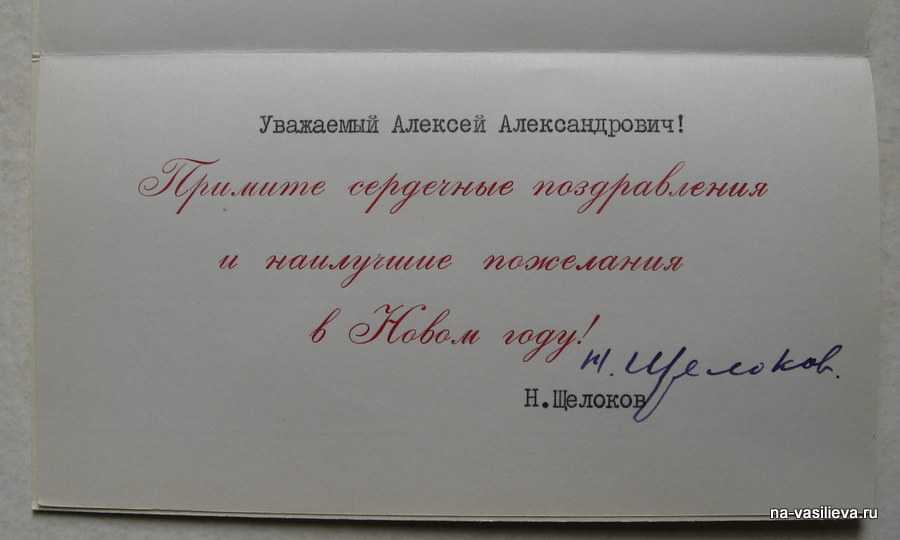 Уважаемый Алексей Александрович!
Примите сердечные поздравления
и наилучшие пожелания
в Новом году!
Н. Щелоков.
Н.Щелоков
na-vasilieva.ru